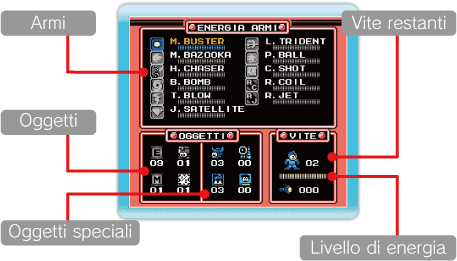 Armi
Vite restanti
ENERGIA ARMI
M. BUSTER
L. TRIDENT
M. BAZOOKA
P. BALL
H. CHASER
C. SHOT
B. BOMB
R. COIL
T. BLOW
R. JET
J. SATELLITE
Oggetti
OGGETTI
VITE
E
09 01 03 00
02
M
01 01 03 00
000
Oggetti speciali
Livello di energia